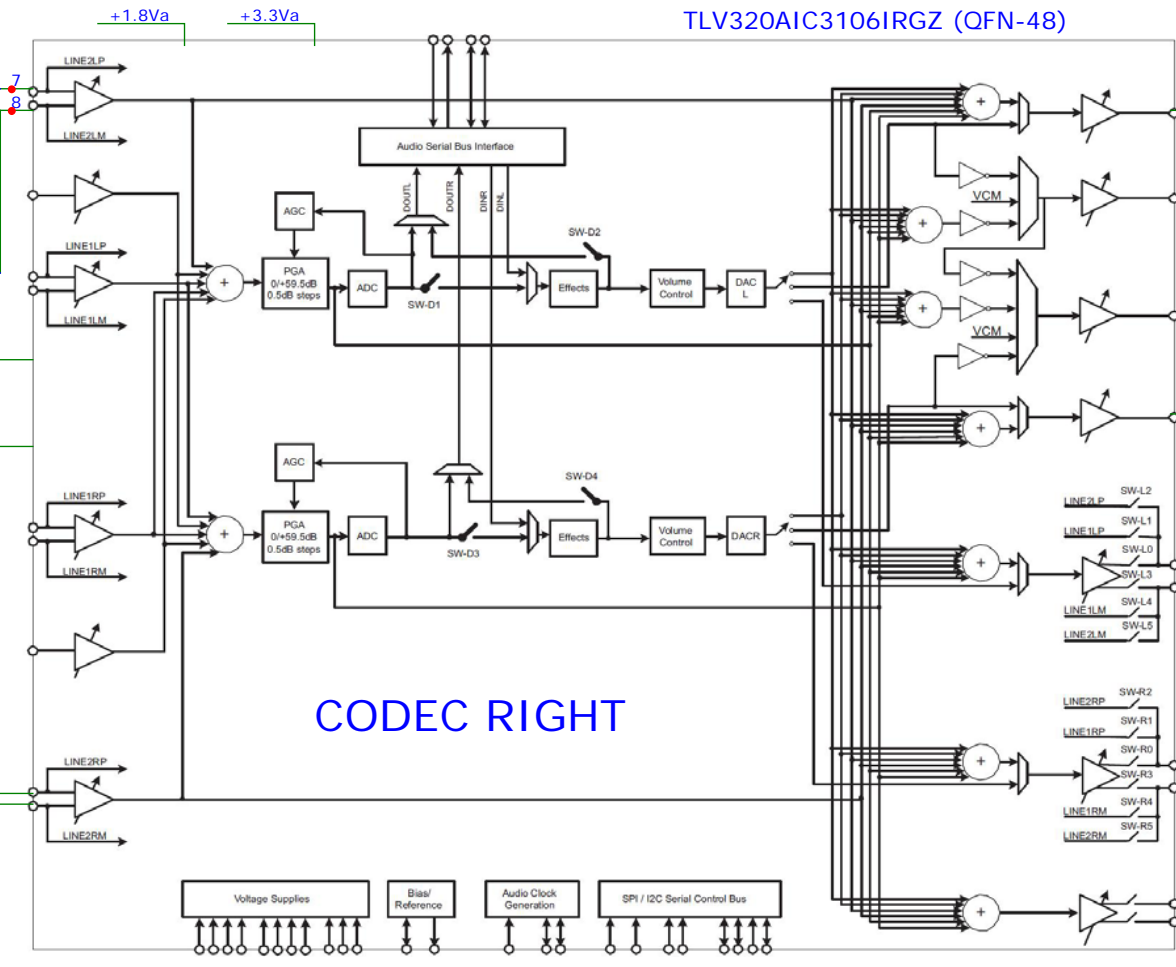 +1.8Va
+3.3Va
TLV320AIC3106IRGZ (QFN-48)
7
8
LINE2LP
LINE2LM
Audio Serial Bus Interface
DOUTL
DOUTR
DINR
DINL
AGC
LINE1LP
LINE1LM
+
PGA
0/+59.5dB
0.5dB steps
ADC
SW-D1
SW-D2
Effects
Volume
Control
DAC
L
+
VCM
+
+
VCM
+
AGC
LINE1RP
LINE1RM
+
PGA
0/+59.5dB
0.5dB steps
ADC
SW-D3
SW-D4
Effects
Volume
Control
DACR
+
LINE2LP
SW-L2
SW-L1
LINE1LP
SW-L0
SW-L3
SW-L4
LINE1LM
SW-L5
LINE2LM
CODEC RIGHT
LINE2RP
LINE2RM
+
SW-R2
LINE2RP
SW-R1
LINE1RP
SW-R0
SW-R3
SW-R4
LINE1RM
SW-R5
LINE2RM
Voltage Supplies
Bias/
Reference
Audio Clock
Generation
SPI / I2C Serial Control Bus
+